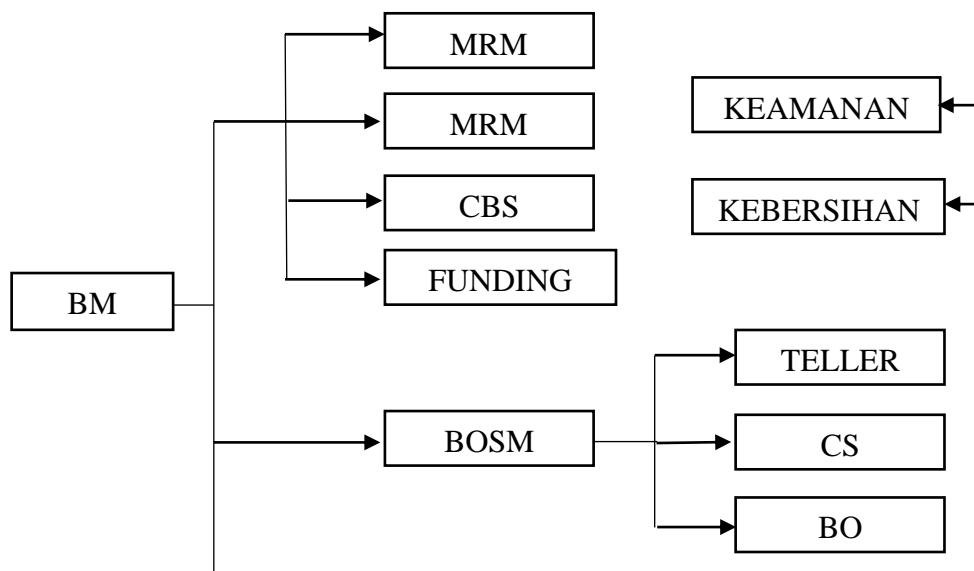 MRM
MRM
KEAMANAN
CBS
KEBERSIHAN
FUNDING
BM
TELLER
BOSM
CS
BO